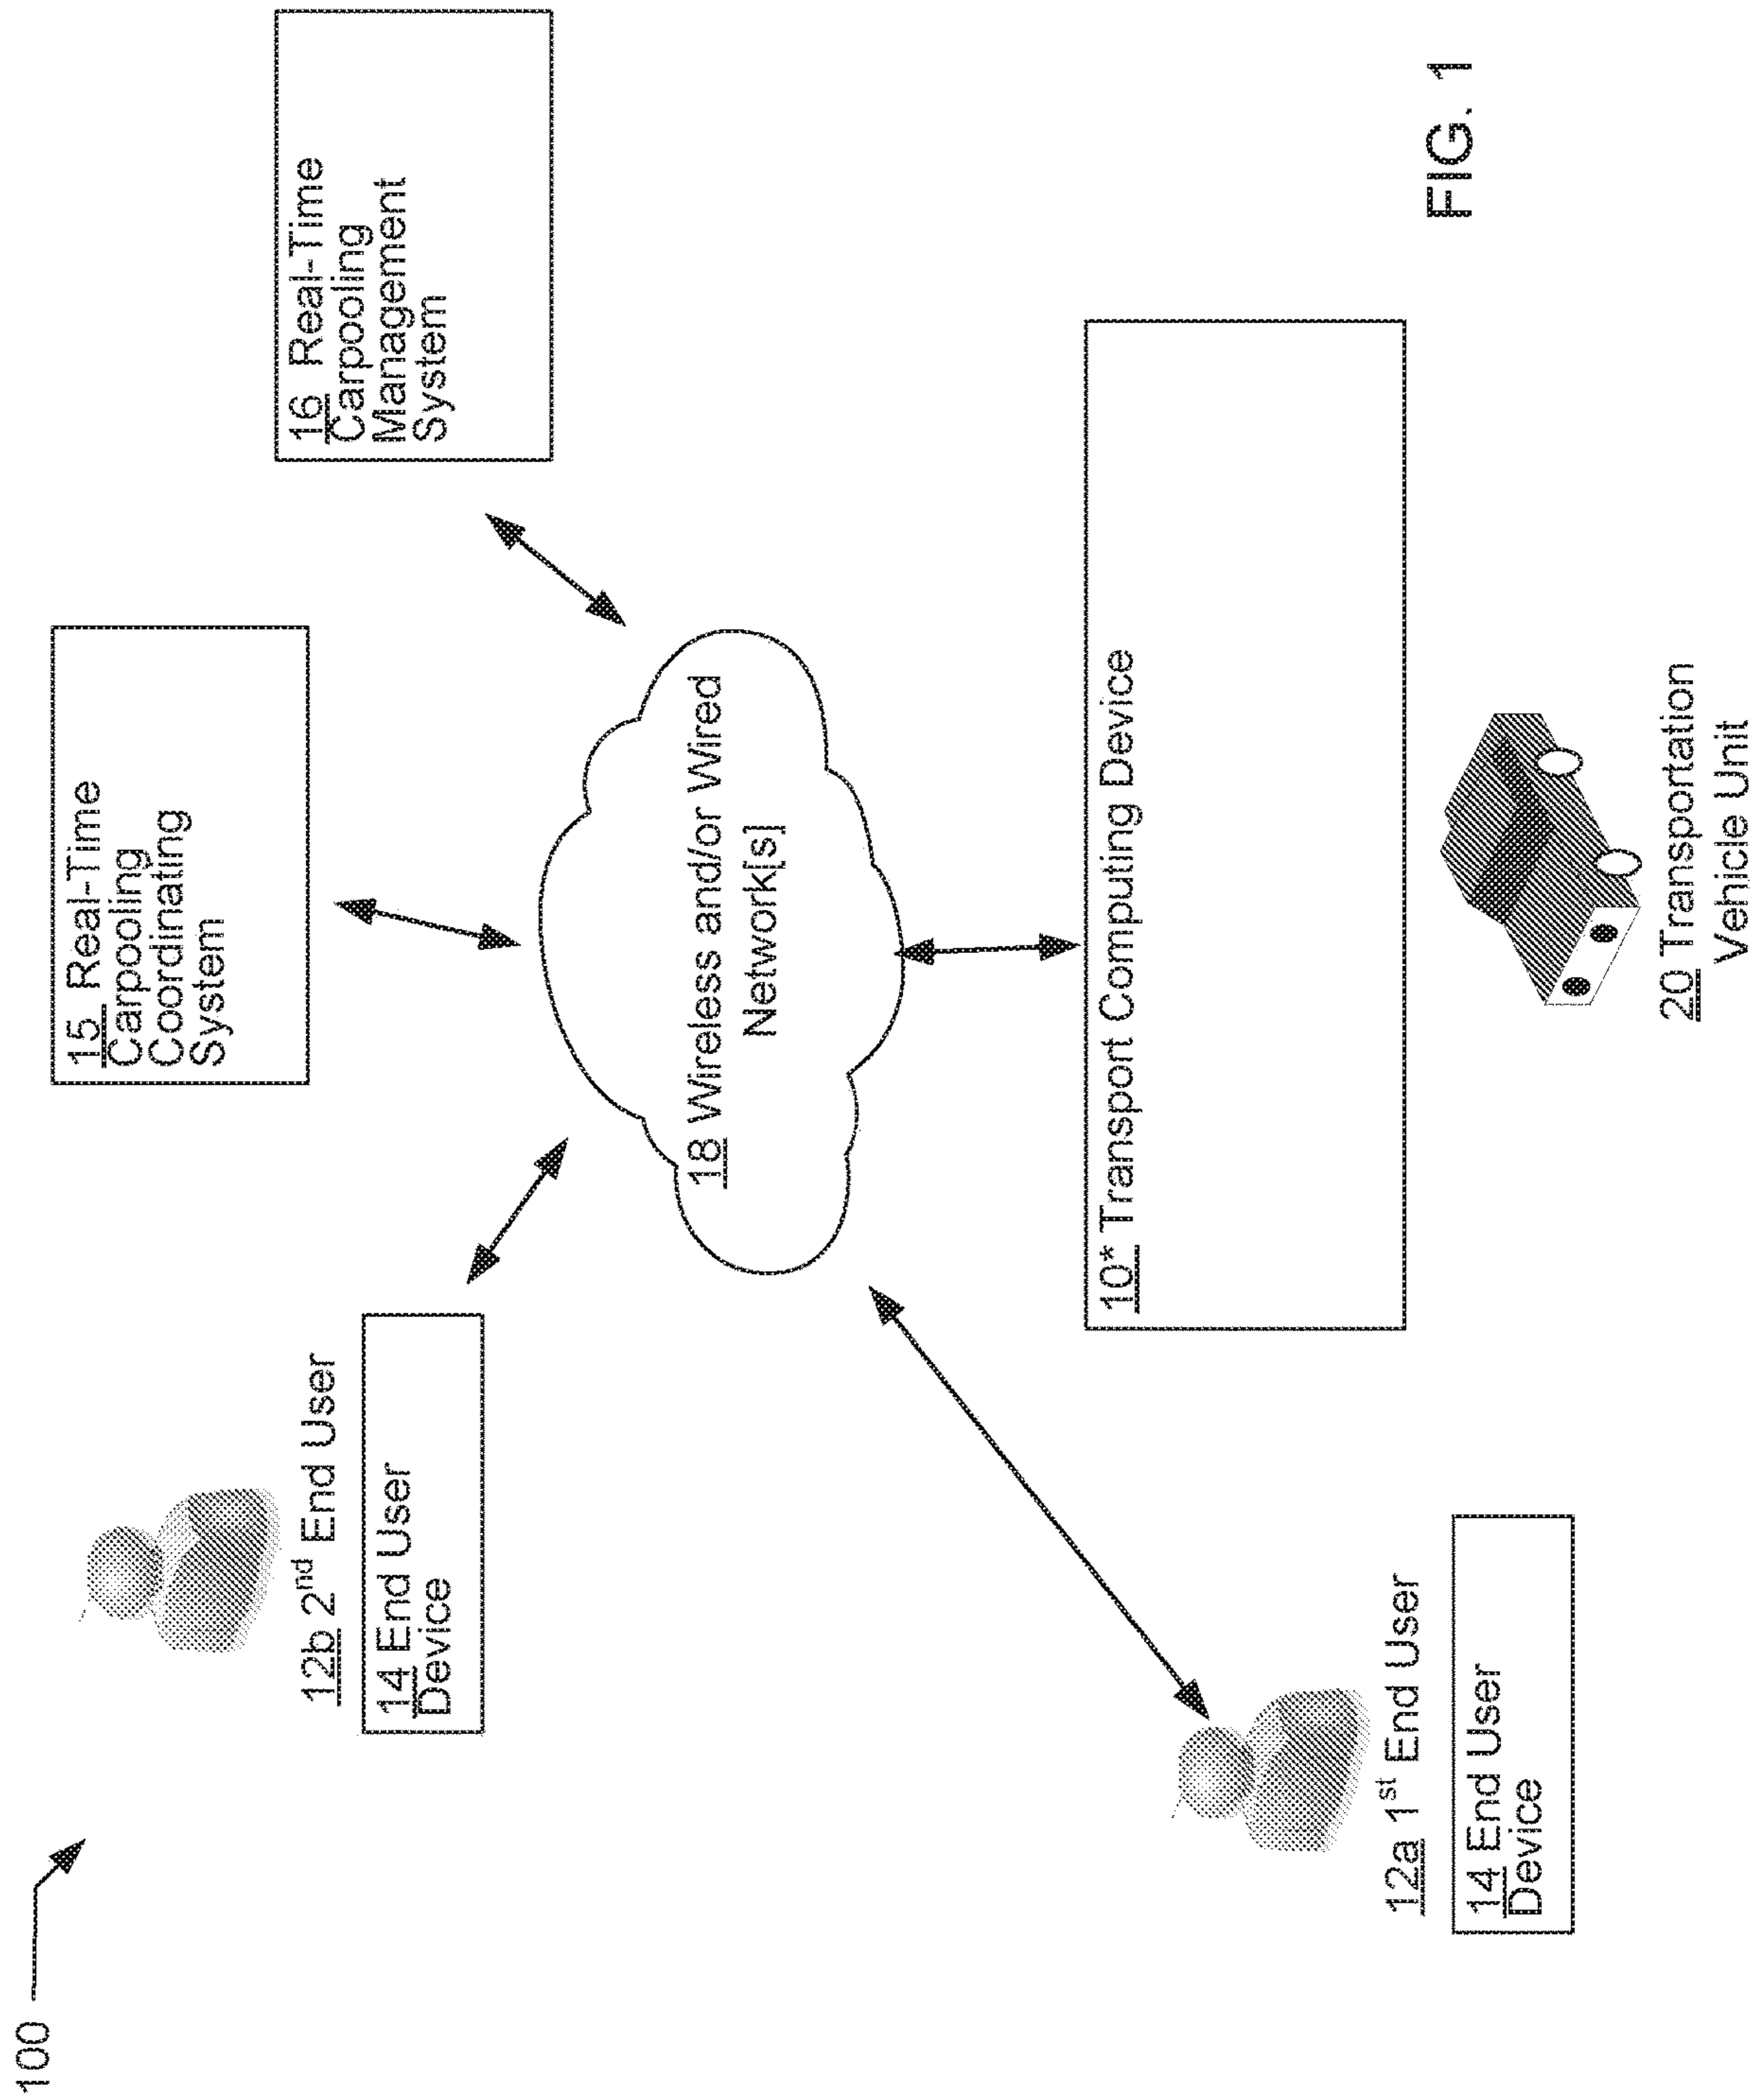 100
12b 2nd End User
14 End User
Device
15 Real-Time
Carpooling
Coordinating
System
16 Real-Time
Carpooling
Management
System
18 Wireless and/or Wired
Network[s]
12a 1st End User
14 End User
Device
10* Transport Computing Device
20 Transportation
Vehicle Unit
FIG. 1